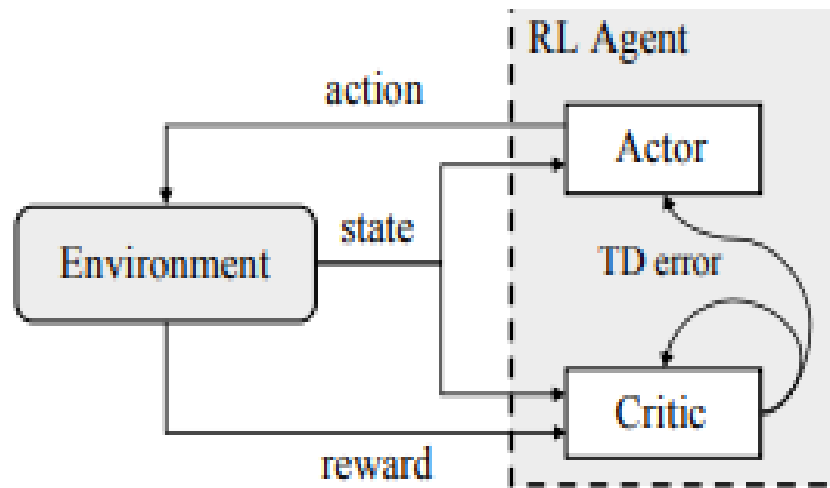 RL Agent
action
Actor
state
Environment
TD error
Critic
reward